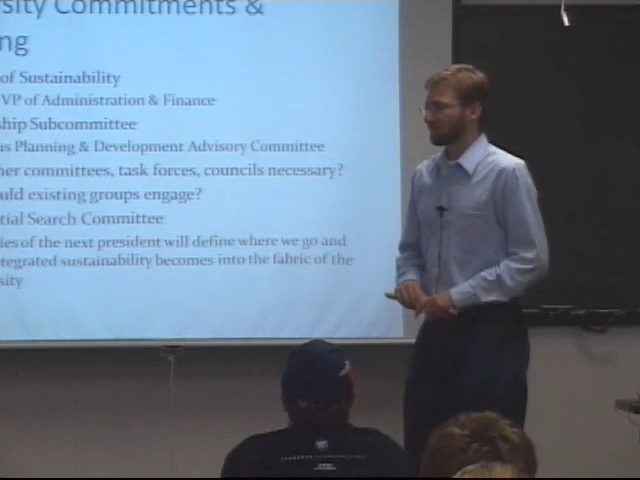 rsity Commitments &
ng
of Sustainability
VP of Administration & Finance
ship Subcommittee
us Planning & Development Advisory Committee
her committees, task forces, councils necessary?
uld existing groups engage?
tial Search Committee
ies of the next president will define where we go and
tegrated sustainability becomes into the fabric of the
sity